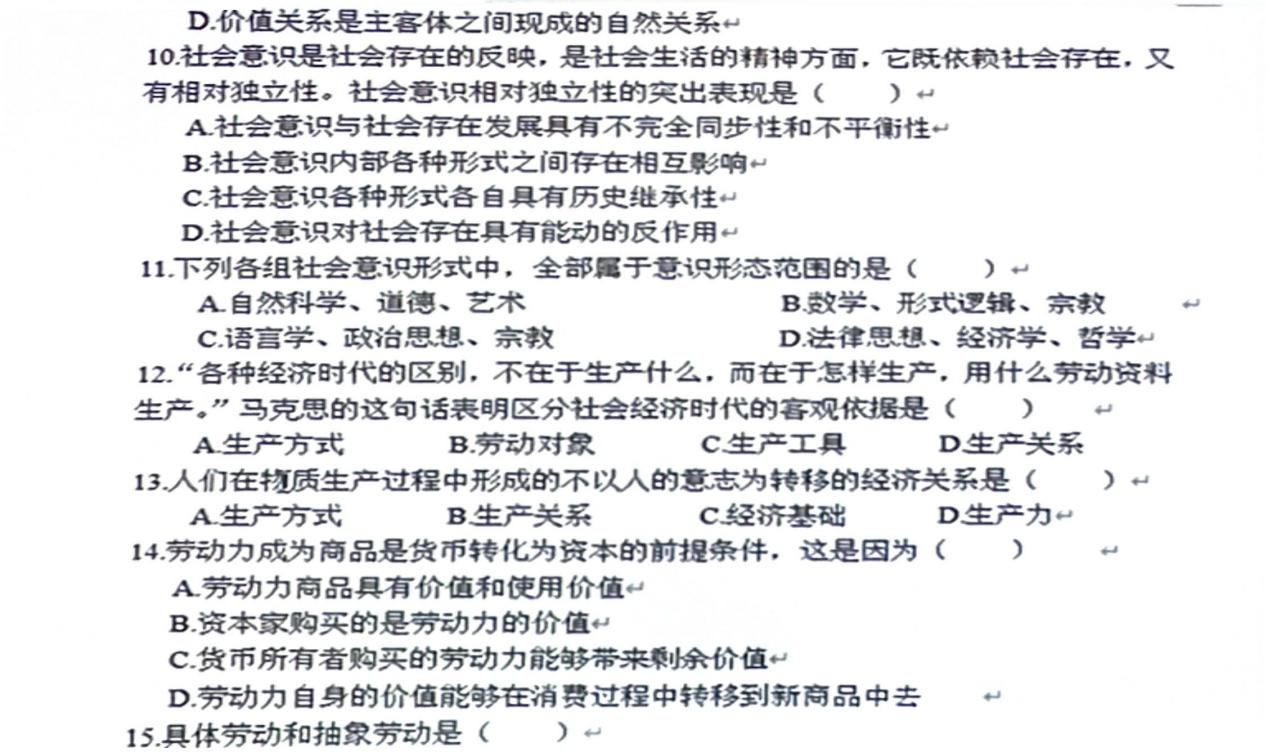 D.价值关系是主客体之间现成的自然关系↵
10.社会意识是社会存在的反映，是社会生活的精神方面，它既依赖社会存在，又
有相对独立性。社会意识相对独立性的突出表现是（　　）↵
A.社会意识与社会存在发展具有不完全同步性和不平衡性↵
B.社会意识内部各种形式之间存在相互影响↵
C.社会意识各种形式各自具有历史继承性↵
D.社会意识对社会存在具有能动的反作用↵
11.下列各组社会意识形式中，全部属于意识形态范围的是（　　）↵
A.自然科学、道德、艺术　　B.数学、形式逻辑、宗教　　↵
C.语言学、政治思想、宗教　　D.法律思想、经济学、哲学↵
12.“各种经济时代的区别，不在于生产什么，而在于怎样生产，用什么劳动资料
生产。”马克思的这句话表明区分社会经济时代的客观依据是（　　）　　↵
A.生产方式　　B.劳动对象　　C.生产工具　　D.生产关系
13.人们在物质生产过程中形成的不以人的意志为转移的经济关系是（　　）↵
A.生产方式　　B.生产关系　　C.经济基础　　D.生产力↵
14.劳动力成为商品是货币转化为资本的前提条件，这是因为（　　）　　↵
A.劳动力商品具有价值和使用价值↵
B.资本家购买的是劳动力的价值↵
C.货币所有者购买的劳动力能够带来剩余价值↵
D.劳动力自身的价值能够在消费过程中转移到新商品中去　　↵
15.具体劳动和抽象劳动是（　　）↵